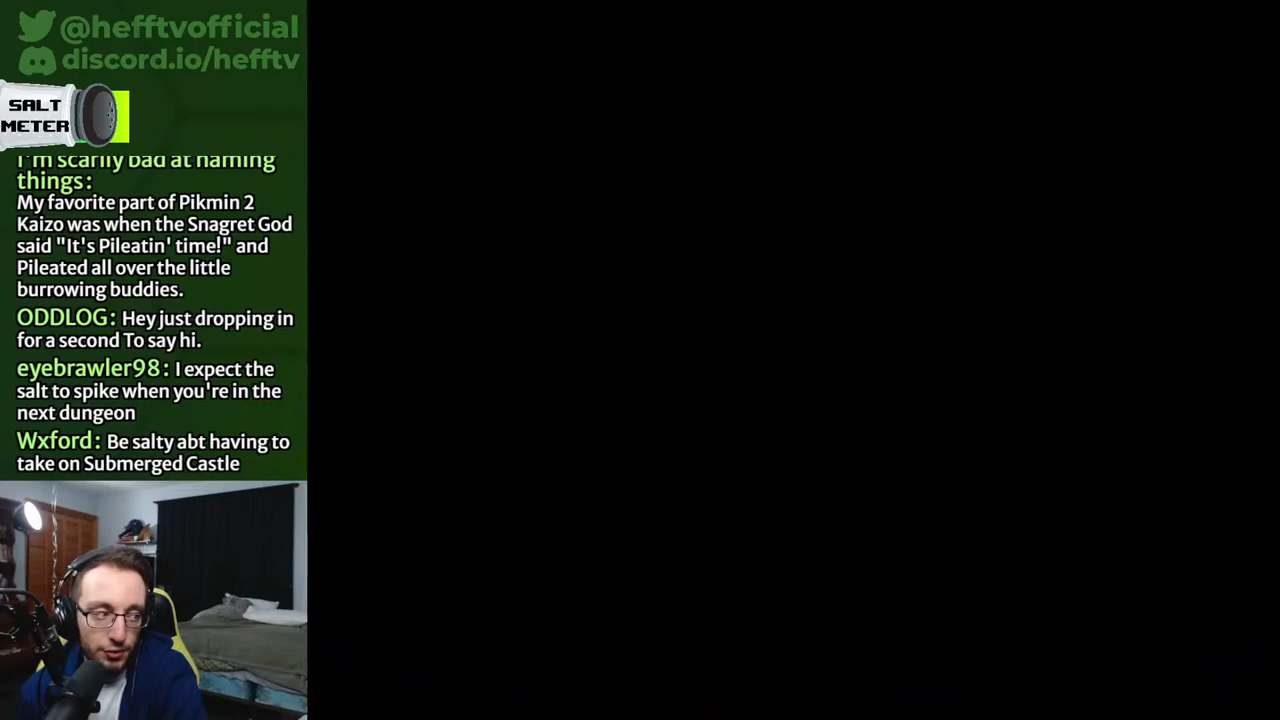 @hefftvofficial
discord.io/hefftv
SALT
METER
I'm scarily bad at naming
things:
My favorite part of Pikmin 2
Kaizo was when the Snagret God
said "It's Pileatin' time!" and
Pileated all over the little
burrowing buddies.
ODDLOG: Hey just dropping in
for a second To say hi.
eyebrawler98: I expect the
salt to spike when you're in the
next dungeon
Wxford: Be salty abt having to
take on Submerged Castle